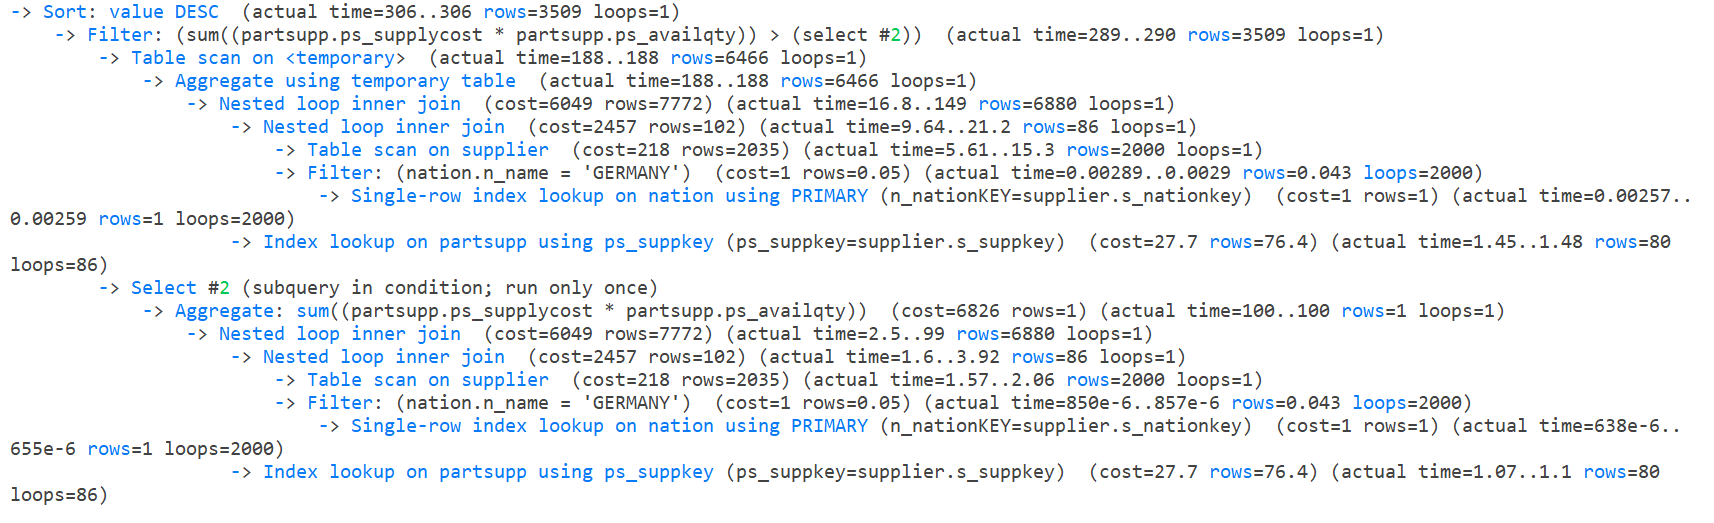 -> Sort: value DESC  (actual time=306..306 rows=3509 loops=1)
-> Filter: (sum((partsupp.ps_supplycost * partsupp.ps_availqty)) > (select #2))  (actual time=289..290 rows=3509 loops=1)
-> Table scan on <temporary>  (actual time=188..188 rows=6466 loops=1)
-> Aggregate using temporary table  (actual time=188..188 rows=6466 loops=1)
-> Nested loop inner join  (cost=6049 rows=7772) (actual time=16.8..149 rows=6880 loops=1)
-> Nested loop inner join  (cost=2457 rows=102) (actual time=9.64..21.2 rows=86 loops=1)
-> Table scan on supplier  (cost=218 rows=2035) (actual time=5.61..15.3 rows=2000 loops=1)
-> Filter: (nation.n_name = 'GERMANY')  (cost=1 rows=0.05) (actual time=0.00289..0.0029 rows=0.043 loops=2000)
-> Single-row index lookup on nation using PRIMARY (n_nationKEY=supplier.s_nationkey)  (cost=1 rows=1) (actual time=0.00257..
0.00259 rows=1 loops=2000)
-> Index lookup on partsupp using ps_suppkey (ps_suppkey=supplier.s_suppkey)  (cost=27.7 rows=76.4) (actual time=1.45..1.48 rows=80
loops=86)
-> Select #2 (subquery in condition; run only once)
-> Aggregate: sum((partsupp.ps_supplycost * partsupp.ps_availqty))  (cost=6826 rows=1) (actual time=100..100 rows=1 loops=1)
-> Nested loop inner join  (cost=6049 rows=7772) (actual time=2.5..99 rows=6880 loops=1)
-> Nested loop inner join  (cost=2457 rows=102) (actual time=1.6..3.92 rows=86 loops=1)
-> Table scan on supplier  (cost=218 rows=2035) (actual time=1.57..2.06 rows=2000 loops=1)
-> Filter: (nation.n_name = 'GERMANY')  (cost=1 rows=0.05) (actual time=850e-6..857e-6 rows=0.043 loops=2000)
-> Single-row index lookup on nation using PRIMARY (n_nationKEY=supplier.s_nationkey)  (cost=1 rows=1) (actual time=638e-6..
655e-6 rows=1 loops=2000)
-> Index lookup on partsupp using ps_suppkey (ps_suppkey=supplier.s_suppkey)  (cost=27.7 rows=76.4) (actual time=1.07..1.1 rows=80
loops=86)